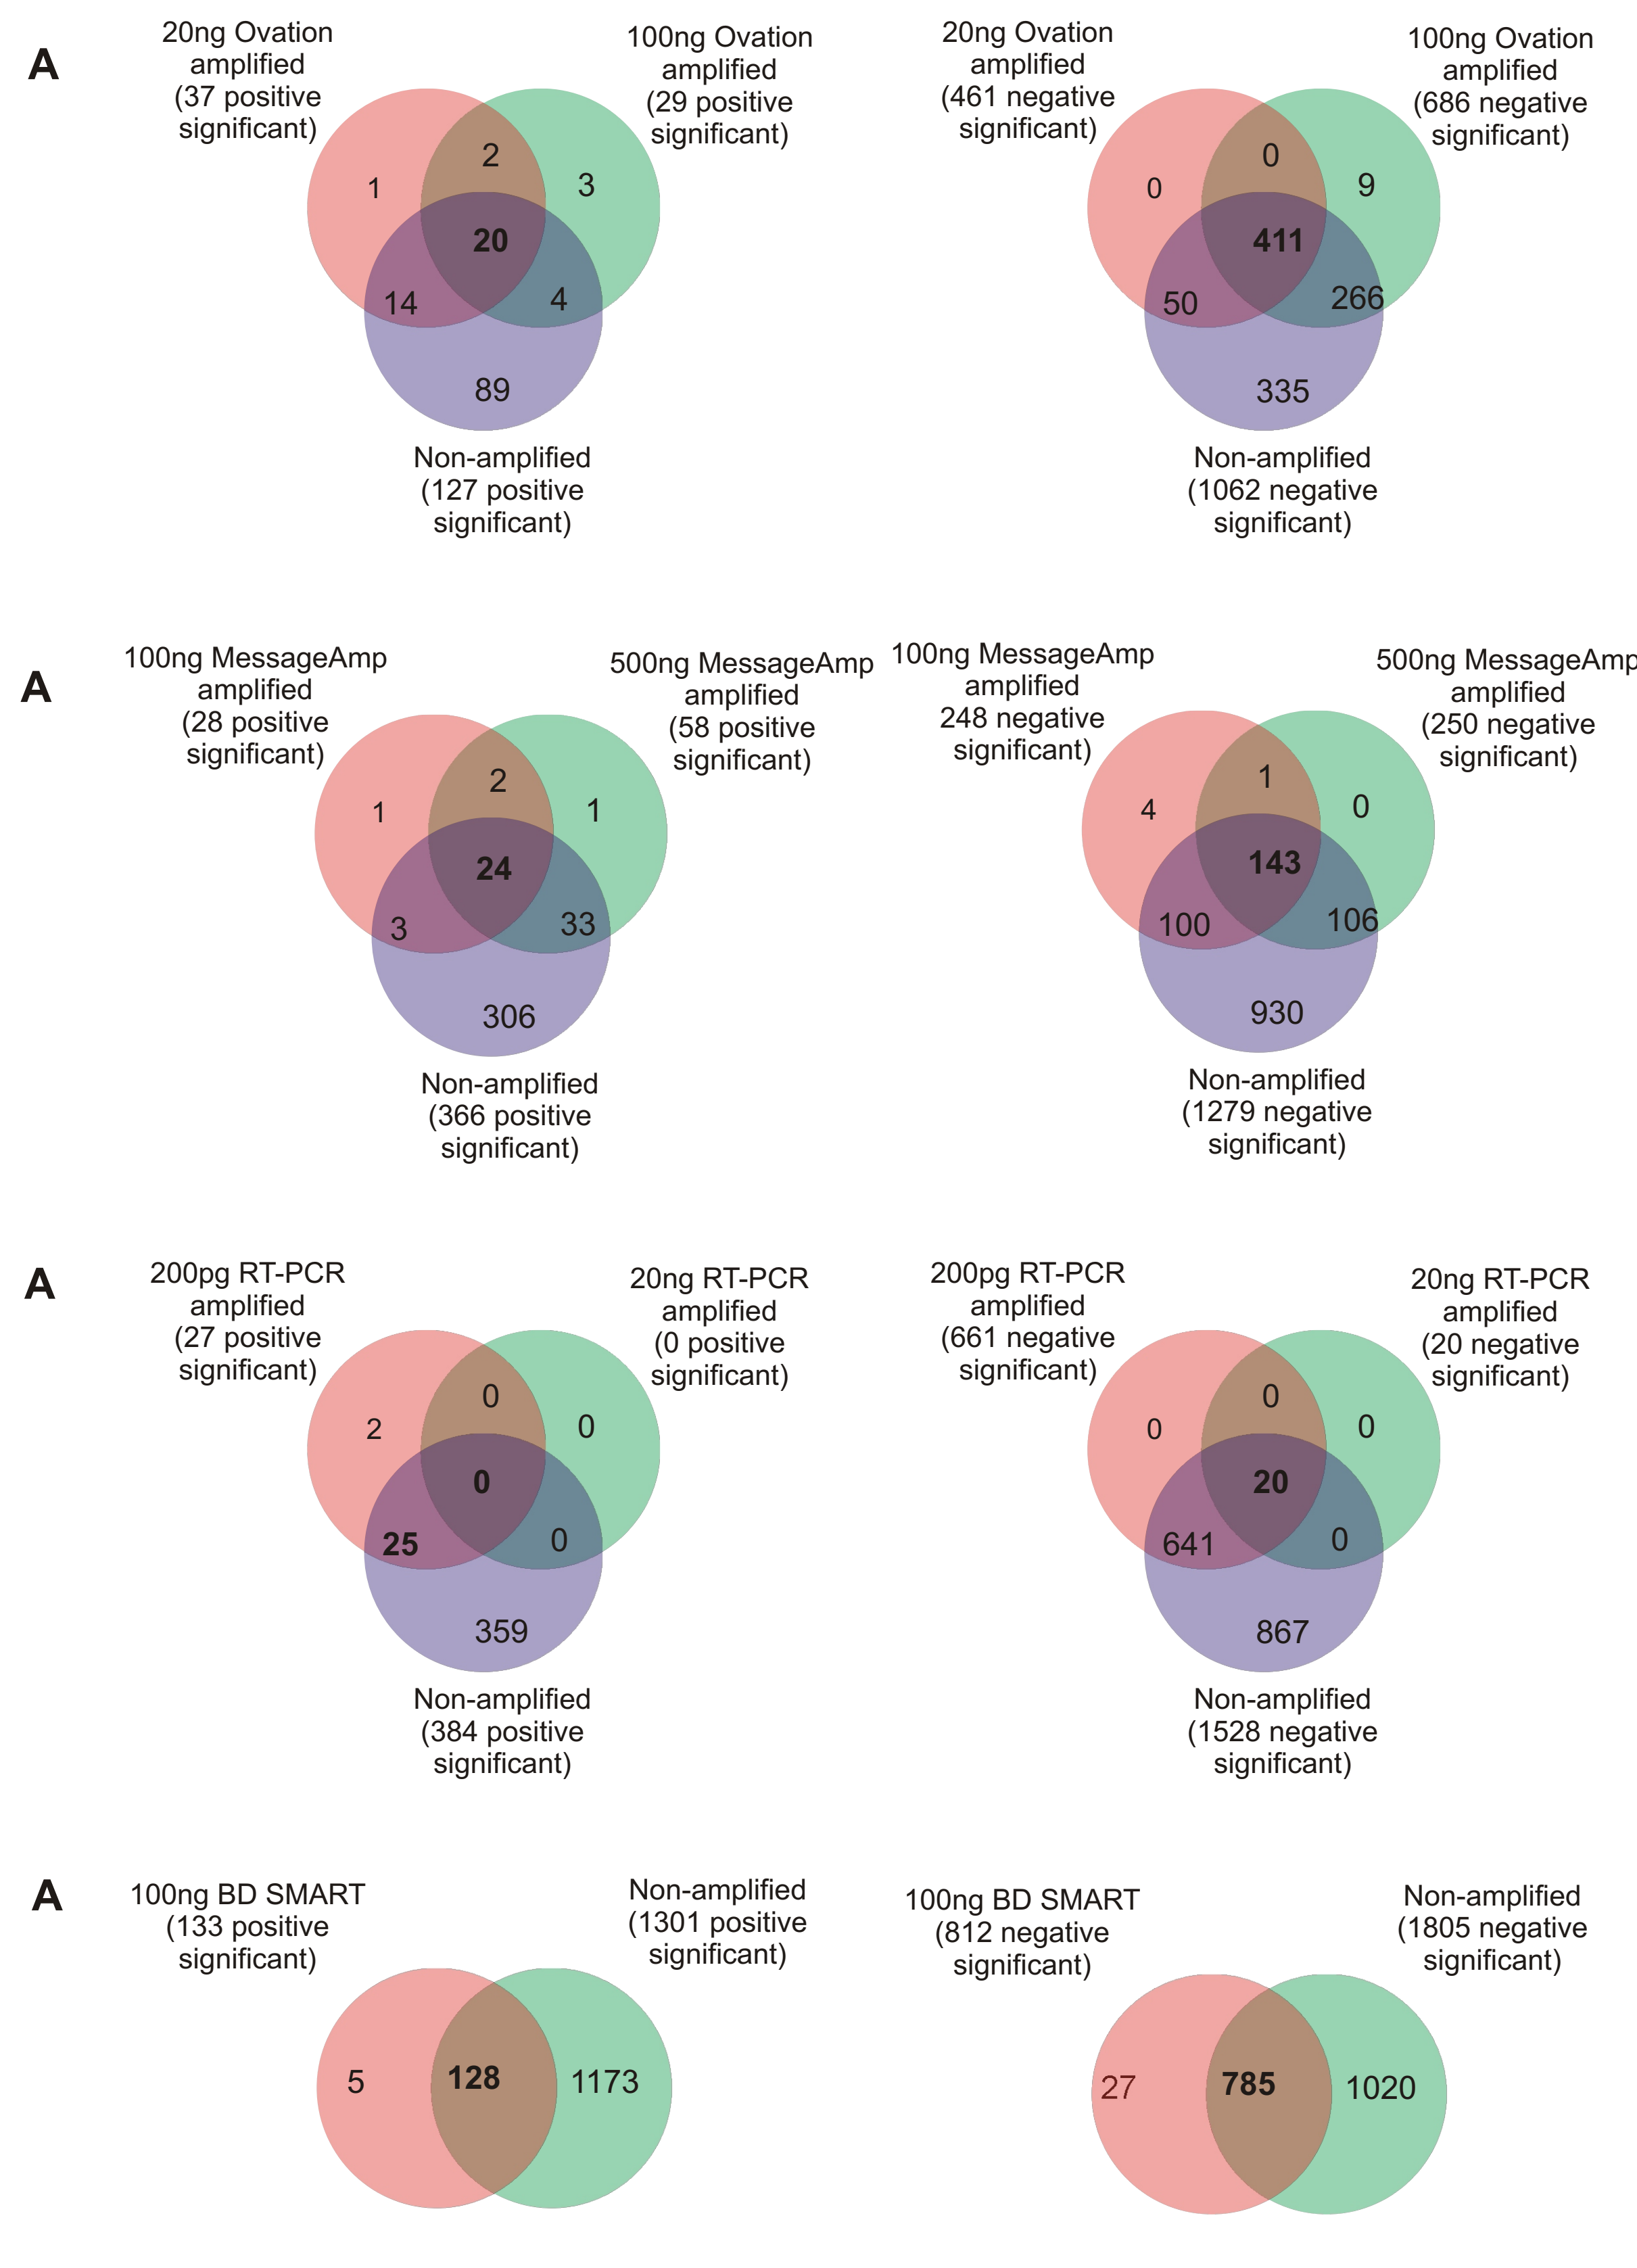 A
20ng Ovation
amplified
(37 positive
significant)
100ng Ovation
amplified
(29 positive
significant)
1
2
3
20
14
4
89
Non-amplified
(127 positive
significant)
20ng Ovation
amplified
(461 negative
significant)
100ng Ovation
amplified
(686 negative
significant)
0
0
9
411
50
266
335
Non-amplified
(1062 negative
significant)
A
100ng MessageAmp
amplified
(28 positive
significant)
500ng MessageAmp
amplified
(58 positive
significant)
1
2
1
24
3
33
306
Non-amplified
(366 positive
significant)
100ng MessageAmp
amplified
248 negative
significant)
500ng MessageAmp
amplified
(250 negative
significant)
4
1
0
143
100
106
930
Non-amplified
(1279 negative
significant)
A
200pg RT-PCR
amplified
(27 positive
significant)
20ng RT-PCR
amplified
(0 positive
significant)
2
0
0
0
25
0
359
Non-amplified
(384 positive
significant)
200pg RT-PCR
amplified
(661 negative
significant)
20ng RT-PCR
amplified
(20 negative
significant)
0
0
0
20
641
0
867
Non-amplified
(1528 negative
significant)
A
100ng BD SMART
(133 positive
significant)
Non-amplified
(1301 positive
significant)
5
128
1173
100ng BD SMART
(812 negative
significant)
Non-amplified
(1805 negative
significant)
27
785
1020